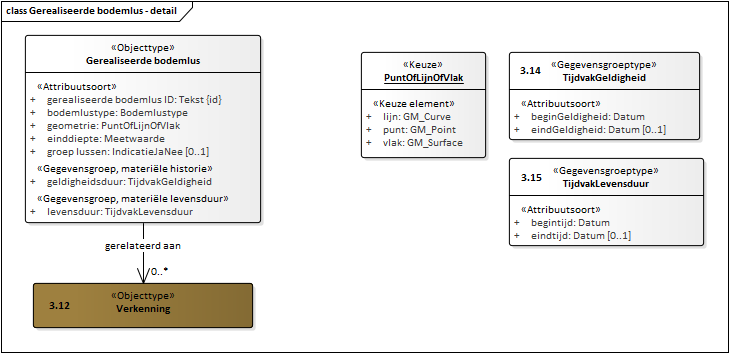 class Gerealiseerde bodemlus - detail
«Objecttype»
Gerealiseerde bodemlus
«Attribuutsoort»
+ gerealiseerde bodemlus ID: Tekst {id}
+ bodemlustype: Bodemlustype
+ geometrie: PuntOfLijnOfVlak
+ einddiepte: Meetwaarde
+ groep lussen: IndicatieJaNee [0..1]
«Gegevensgroep, materiële historie»
+ geldigheidsduur: TijdvakGeldigheid
«Gegevensgroep, materiële levensduur»
+ levensduur: TijdvakLevensduur
gerelateerd aan
0..*
3.12
«Objecttype»
Verkenning
«Keuze»
PuntOfLijnOfVlak
«Keuze element»
+ lijn: GM_Curve
+ punt: GM_Point
+ vlak: GM_Surface
3.14
«Gegevensgroeptype»
TijdvakGeldigheid
«Attribuutsoort»
+ beginGeldigheid: Datum
+ eindGeldigheid: Datum [0..1]
3.15
«Gegevensgroeptype»
TijdvakLevensduur
«Attribuutsoort»
+ begintijd: Datum
+ eindtijd: Datum [0..1]